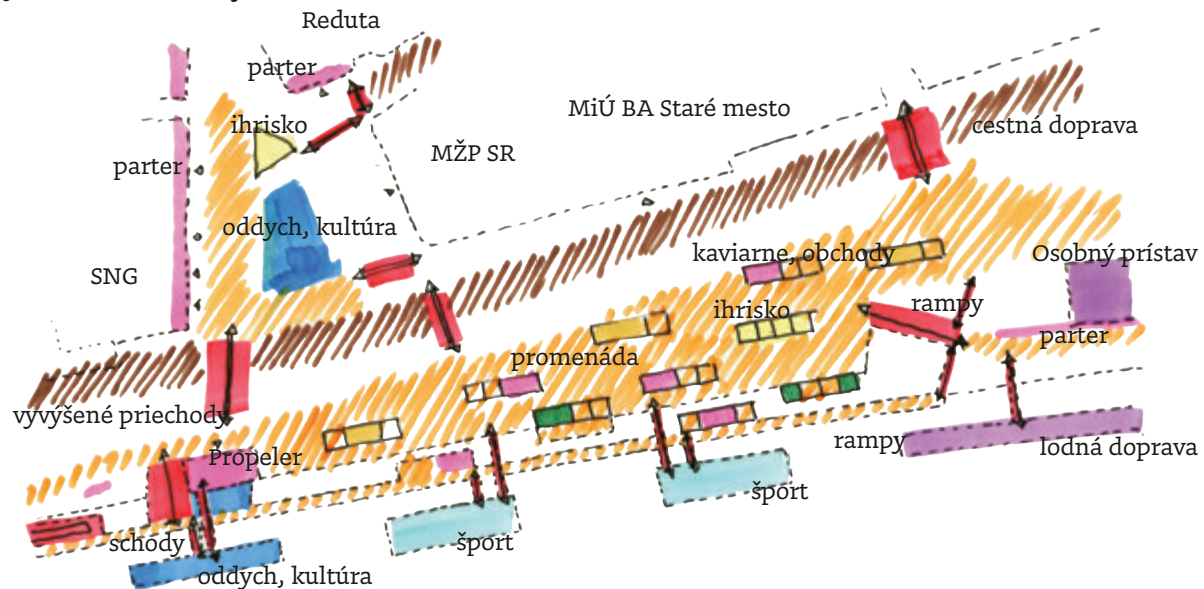 Reduta
parter
MiÚ BA Staré mesto
ihrisko
cestná doprava
MŽP SR
parter
oddych, kultúra
kaviarne, obchody
Osobný prístav
SNG
ihrisko
rampy
parter
promenáda
vyvýšené priechody
rampy
lodná doprava
Propeler
šport
schody
šport
oddych, kultúra